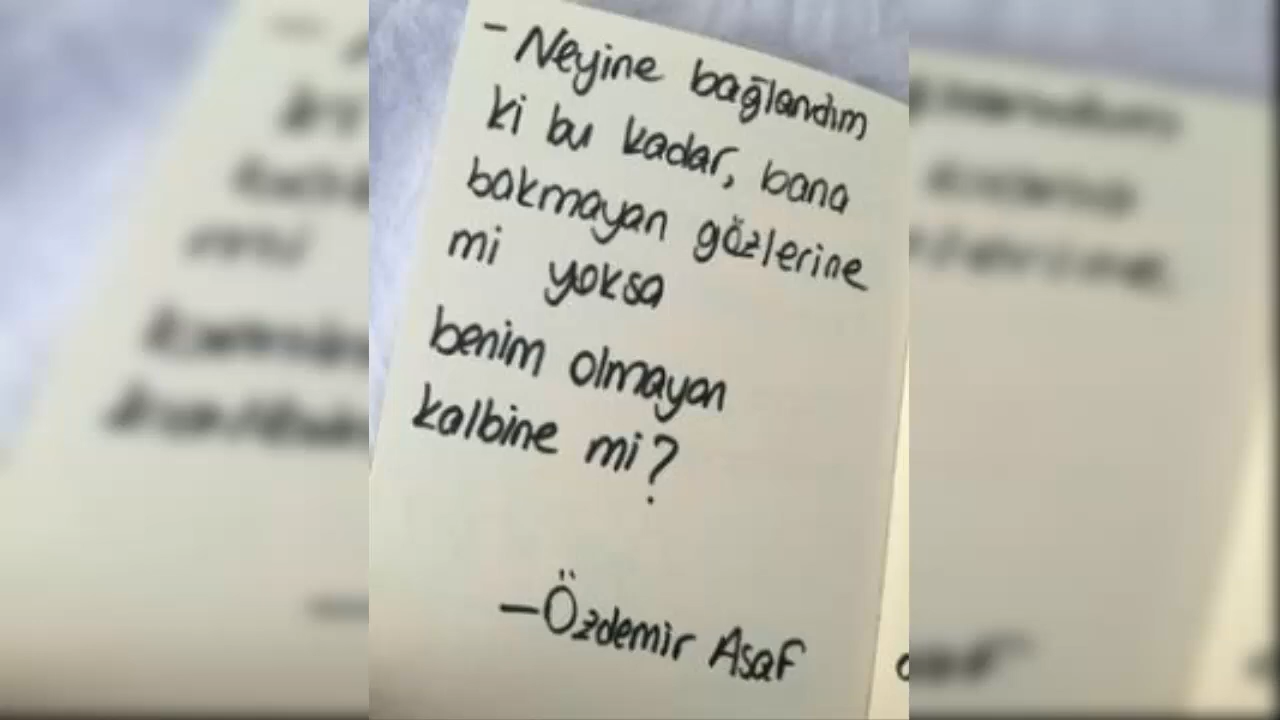 - Neyine bağlandım
ki bu kadar, bana
bakmayan gözlerine
mi yoksa
benim olmayan
kalbine mi?
—Özdemir Asaf